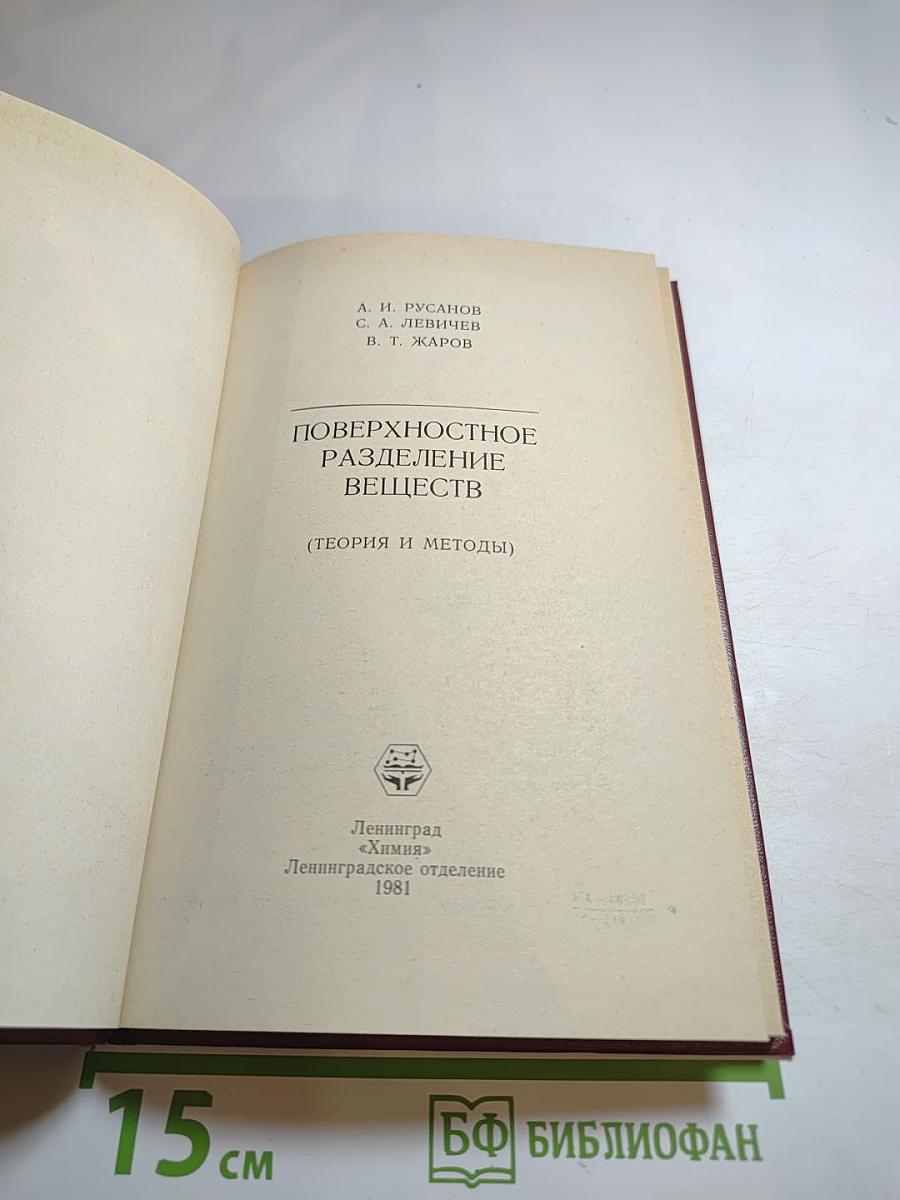 А. И. РУСАНОВ
С. А. ЛЕВИЧЕВ
В. Т. ЖАРОВ
ПОВЕРХНОСТНОЕ
РАЗДЕЛЕНИЕ
ВЕЩЕСТВ
(ТЕОРИЯ И МЕТОДЫ)
Ленинград
«Химия»
Ленинградское отделение
1981
15 см
БФ БИБЛИОФАН